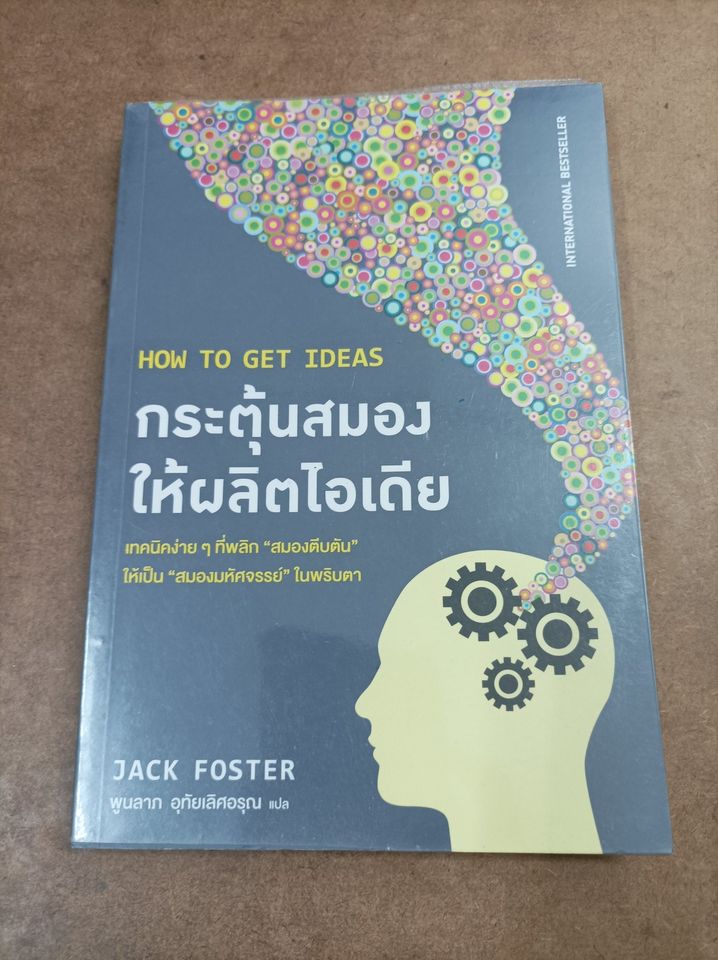 INTERNATIONAL BESTSELLER
HOW TO GET IDEAS
กระตุ้นสมอง
ให้ผลิตไอเดีย
เทคนิคง่าย ๆ ที่พลิก “สมองตีบตัน”
ให้เป็น “สมองมหัศจรรย์” ในพริบตา
JACK FOSTER
พูนลาภ อุทัยเลิศอรุณ แปล